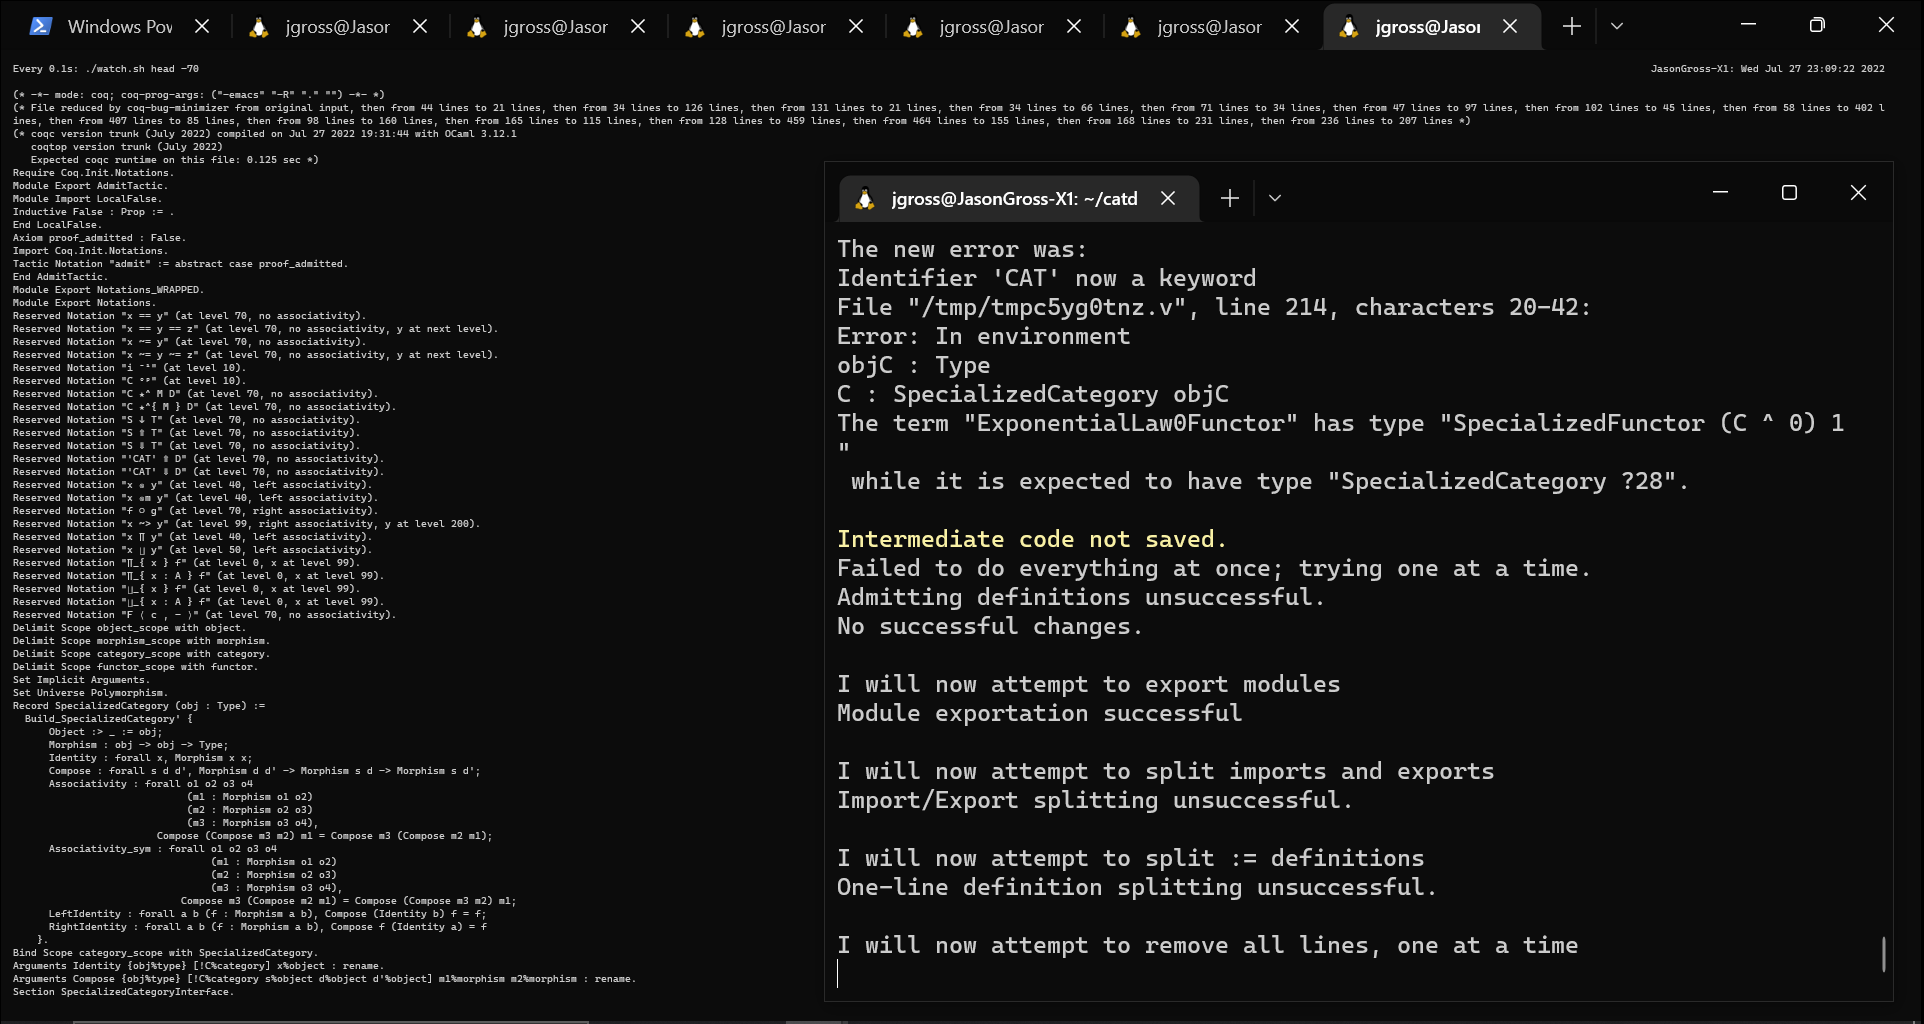 Windows Pow
jgross@Jasor
jgross@Jasor
jgross@Jasor
jgross@Jasor
jgross@Jasor
jgross@Jasor
Every 0.1s: ./watch.sh head -70
JasonGross-X1: Wed Jul 27 23:09:22 2022
(* -*- mode: coq; coq-prog-args: ("-emacs" "-R" "." "") -*- *)
(* File reduced by coq-bug-minimizer from original input, then from 44 lines to 21 lines, then from 34 lines to 126 lines, then from 131 lines to 21 lines, then from 34 lines to 66 lines, then from 71 lines to 34 lines, then from 47 lines to 97 lines, then from 102 lines to 45 lines, then from 58 lines to 402 l
ines, then from 407 lines to 85 lines, then from 98 lines to 160 lines, then from 165 lines to 115 lines, then from 128 lines to 459 lines, then from 464 lines to 155 lines, then from 168 lines to 231 lines, then from 236 lines to 207 lines *)
(* coqc version trunk (July 2022) compiled on Jul 27 2022 19:31:44 with OCaml 3.12.1
coqtop version trunk (July 2022)
Expected coqc runtime on this file: 0.125 sec *)
Require Coq.Init.Notations.
Module Export AdmitTactic.
Module Import LocalFalse.
Inductive False : Prop := .
End LocalFalse.
Axiom proof_admitted : False.
Import Coq.Init.Notations.
Tactic Notation "admit" := abstract case proof_admitted.
End AdmitTactic.
Module Export Notations_WRAPPED.
Module Export Notations.
Reserved Notation "x == y" (at level 70, no associativity).
Reserved Notation "x == y == z" (at level 70, no associativity, y at next level).
Reserved Notation "x ~= y" (at level 70, no associativity).
Reserved Notation "x ~= y ~= z" (at level 70, no associativity, y at next level).
Reserved Notation "i ⁻¹" (at level 10).
Reserved Notation "C ᵒᵖ" (at level 10).
Reserved Notation "C ★^ M D" (at level 70, no associativity).
Reserved Notation "C ★^{ M } D" (at level 70, no associativity).
Reserved Notation "S ↓ T" (at level 70, no associativity).
Reserved Notation "S ⇑ T" (at level 70, no associativity).
Reserved Notation "S ⇓ T" (at level 70, no associativity).
Reserved Notation "'CAT' ⇑ D" (at level 70, no associativity).
Reserved Notation "'CAT' ⇓ D" (at level 70, no associativity).
Reserved Notation "x ⊗ y" (at level 40, left associativity).
Reserved Notation "x ⊗m y" (at level 40, left associativity).
Reserved Notation "f ○ g" (at level 70, right associativity).
Reserved Notation "x ~> y" (at level 99, right associativity, y at level 200).
Reserved Notation "x ∏ y" (at level 40, left associativity).
Reserved Notation "x ∐ y" (at level 50, left associativity).
Reserved Notation "∏_{ x } f" (at level 0, x at level 99).
Reserved Notation "∏_{ x : A } f" (at level 0, x at level 99).
Reserved Notation "∐_{ x } f" (at level 0, x at level 99).
Reserved Notation "∐_{ x : A } f" (at level 0, x at level 99).
Reserved Notation "F ⟨ c , − ⟩" (at level 70, no associativity).
Delimit Scope object_scope with object.
Delimit Scope morphism_scope with morphism.
Delimit Scope category_scope with category.
Delimit Scope functor_scope with functor.
Set Implicit Arguments.
Set Universe Polymorphism.
Record SpecializedCategory (obj : Type) :=
Build_SpecializedCategory' {
Object :> _ := obj;
Morphism : obj -> obj -> Type;
Identity : forall x, Morphism x x;
Compose : forall s d d', Morphism d d' -> Morphism s d -> Morphism s d';
Associativity : forall o1 o2 o3 o4
(m1 : Morphism o1 o2)
(m2 : Morphism o2 o3)
(m3 : Morphism o3 o4),
Compose (Compose m3 m2) m1 = Compose m3 (Compose m2 m1);
Associativity_sym : forall o1 o2 o3 o4
(m1 : Morphism o1 o2)
(m2 : Morphism o2 o3)
(m3 : Morphism o3 o4),
Compose m3 (Compose m2 m1) = Compose (Compose m3 m2) m1;
LeftIdentity : forall a b (f : Morphism a b), Compose (Identity b) f = f;
RightIdentity : forall a b (f : Morphism a b), Compose f (Identity a) = f
}.
Bind Scope category_scope with SpecializedCategory.
Arguments Identity {obj%type} [!C%category] x%object : rename.
Arguments Compose {obj%type} [!C%category s%object d%object d'%object] m1%morphism m2%morphism : rename.
Section SpecializedCategoryInterface.
jgross@JasonGross-X1: ~/catd
The new error was:
Identifier 'CAT' now a keyword
File "/tmp/tmpc5yg0tnz.v", line 214, characters 20-42:
Error: In environment
objC : Type
C : SpecializedCategory objC
The term "ExponentialLaw0Functor" has type "SpecializedFunctor (C ^ 0) 1
"
while it is expected to have type "SpecializedCategory ?28".
Intermediate code not saved.
Failed to do everything at once; trying one at a time.
Admitting definitions unsuccessful.
No successful changes.
I will now attempt to export modules
Module exportation successful
I will now attempt to split imports and exports
Import/Export splitting unsuccessful.
I will now attempt to split := definitions
One-line definition splitting unsuccessful.
I will now attempt to remove all lines, one at a time